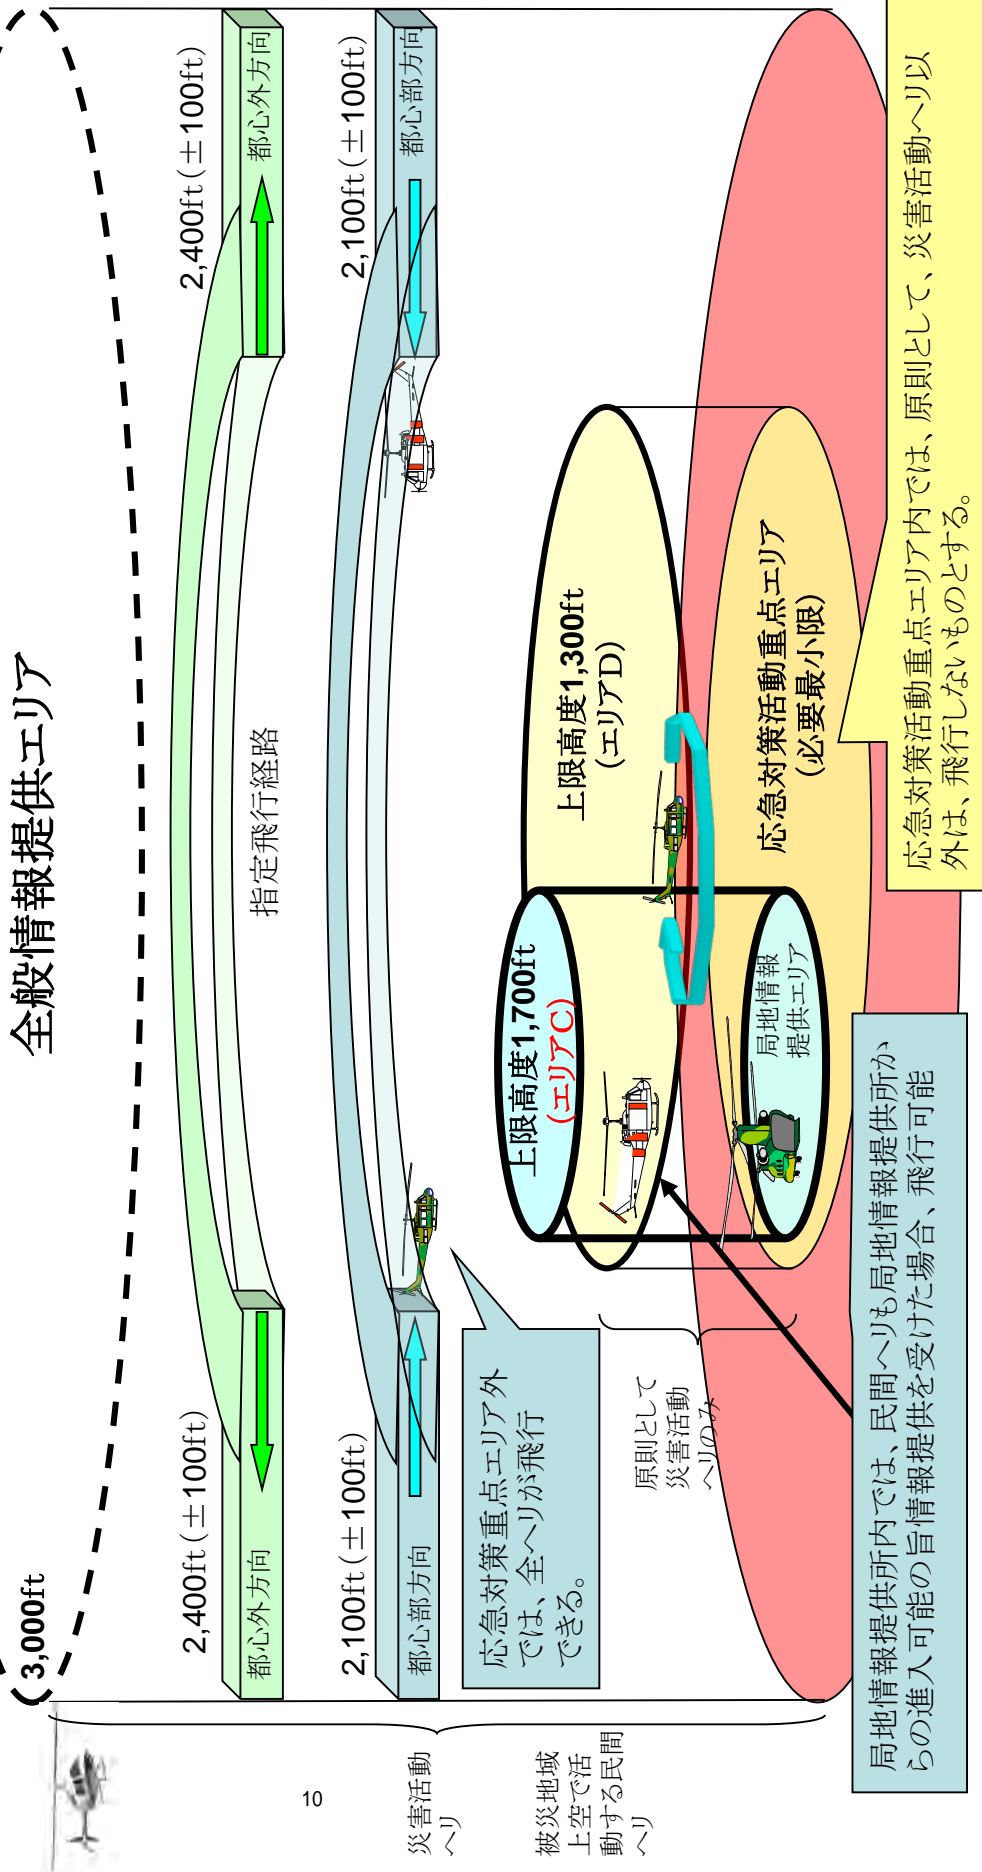 全般情報提供エリア
3,000ft
2,400ft(±100ft)
2,400ft(±100ft)
都心外方向
都心外方向
指定飛行経路
2,100ft(±100ft)
2,100ft(±100ft)
都心部方向
都心部方向
応急対策重点エリア外
では、全ヘリが飛行
できる。
上限高度1,700ft
(エリアC)
上限高度1,300ft
(エリアD)
原則として
災害活動
ヘリのみ
局地情報
提供エリア
応急対策活動重点エリア
(必要最小限)
災害活動
ヘリ
被災地域
上空で活
動する民間
ヘリ
局地情報提供所内では、民間ヘリも局地情報提供所か
らの進入可能の旨情報提供を受けた場合、飛行可能
応急対策活動重点エリア内では、原則として、災害活動ヘリ以
外は、飛行しないものとする。
10